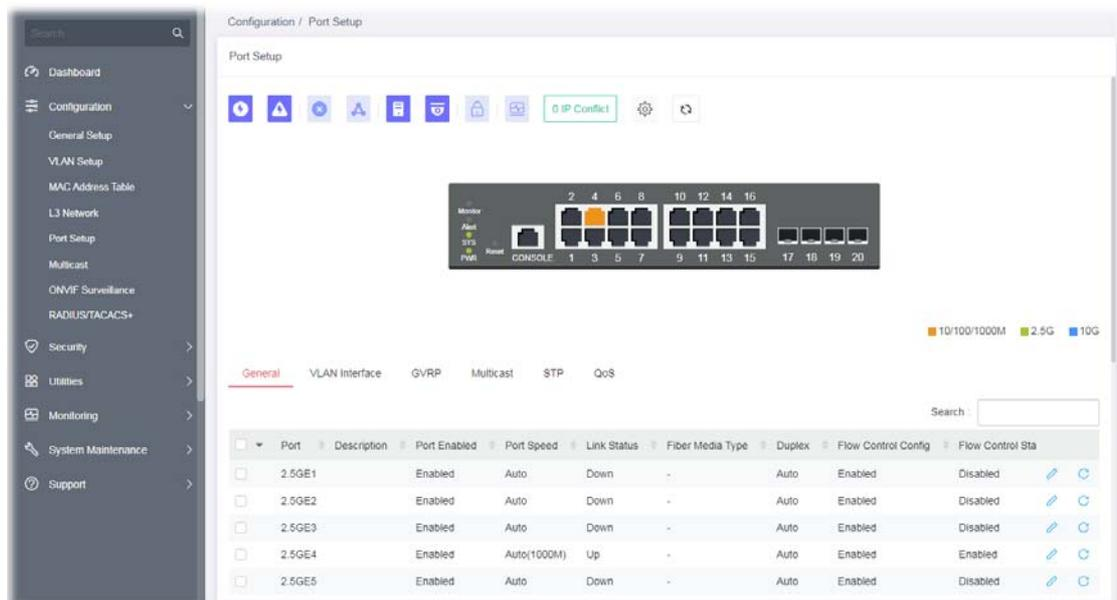 Search
Dashboard
Configuration
General Setup
VLAN Setup
MAC Address Table
L3 Network
Port Setup
Multicast
ONVIF Surveillance
RADIUS/TACACS+
Security
Utilities
Monitoring
System Maintenance
Support
Configuration / Port Setup
Port Setup
0 IP Conflict
2 4 6 8 10 12 14 16
Monitor
Alert
SYS
PWR Reset CONSOLE 1 3 5 7 9 11 13 15 17 18 19 20
10/100/1000M 2.5G 10G
General VLAN Interface GVRP Multicast STP QoS
Search :
Port Description Port Enabled Port Speed Link Status Fiber Media Type Duplex Flow Control Config Flow Control Sta
2.5GE1 Enabled Auto Down - Auto Enabled Disabled
2.5GE2 Enabled Auto Down - Auto Enabled Disabled
2.5GE3 Enabled Auto Down - Auto Enabled Disabled
2.5GE4 Enabled Auto(1000M) Up - Auto Enabled Enabled
2.5GE5 Enabled Auto Down - Auto Enabled Disabled